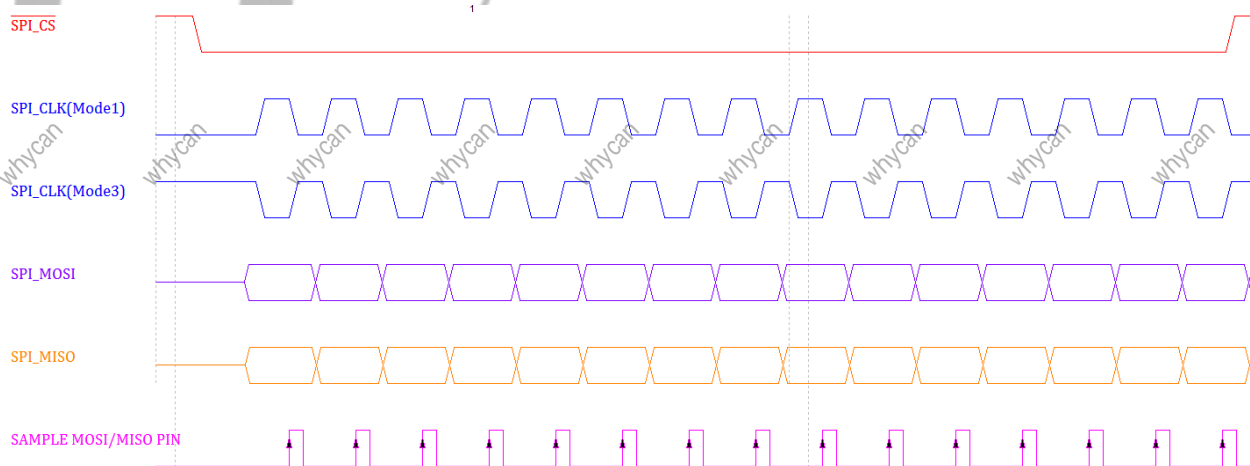 1
SPI_CS
SPI_CLK(Mode1)
whycan whycan whycan whycan whycan whycan whycan whycan whycan
SPI_CLK(Mode3)
SPI_MOSI
SPI_MISO
SAMPLE MOSI/MISO PIN